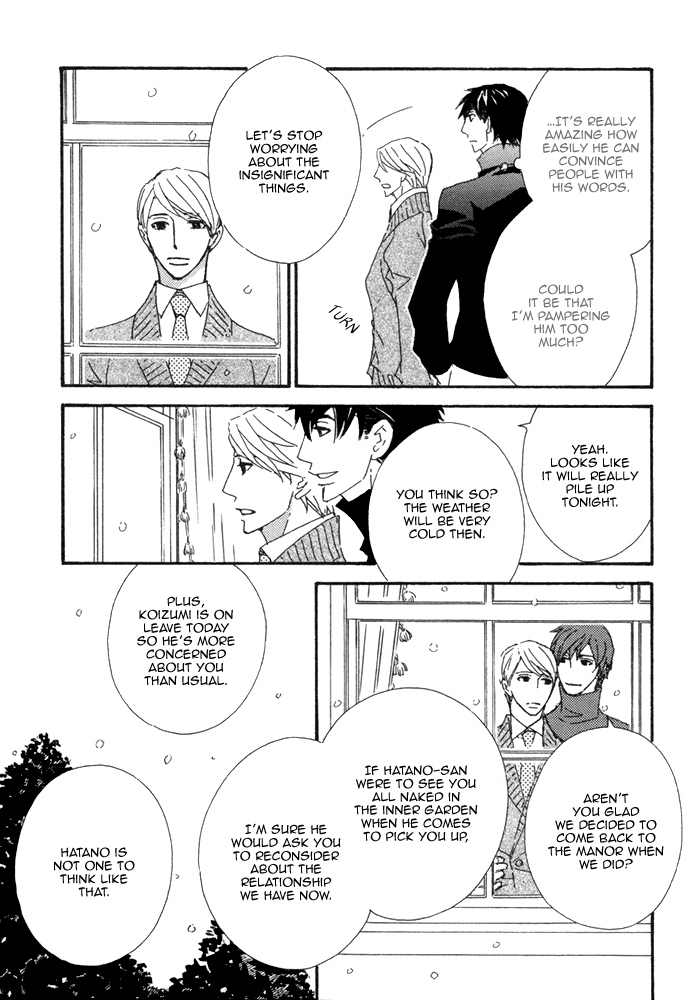 ...IT'S REALLY
AMAZING HOW
EASILY HE CAN
CONVINCE
PEOPLE WITH
HIS WORDS.
COULD
IT BE THAT
I'M PAMPERING
HIM TOO
MUCH?
TURN
LET'S STOP
WORRYING
ABOUT THE
INSIGNIFICANT
THINGS.
YEAH.
LOOKS LIKE
IT WILL REALLY
PILE UP
TONIGHT.
YOU THINK SO?
THE WEATHER
WILL BE VERY
COLD THEN.
AREN'T
YOU GLAD
WE DECIDED TO
COME BACK TO
THE MANOR WHEN
WE DID?
IF HATANO-SAN
WERE TO SEE YOU
ALL NAKED IN
THE INNER GARDEN
WHEN HE COMES
TO PICK YOU UP,
I'M SURE HE
WOULD ASK YOU
TO RECONSIDER
ABOUT THE
RELATIONSHIP
WE HAVE NOW.
PLUS,
KOIZUMI IS ON
LEAVE TODAY
SO HE'S MORE
CONCERNED
ABOUT YOU
THAN USUAL.
HATANO IS
NOT ONE TO
THINK LIKE
THAT.